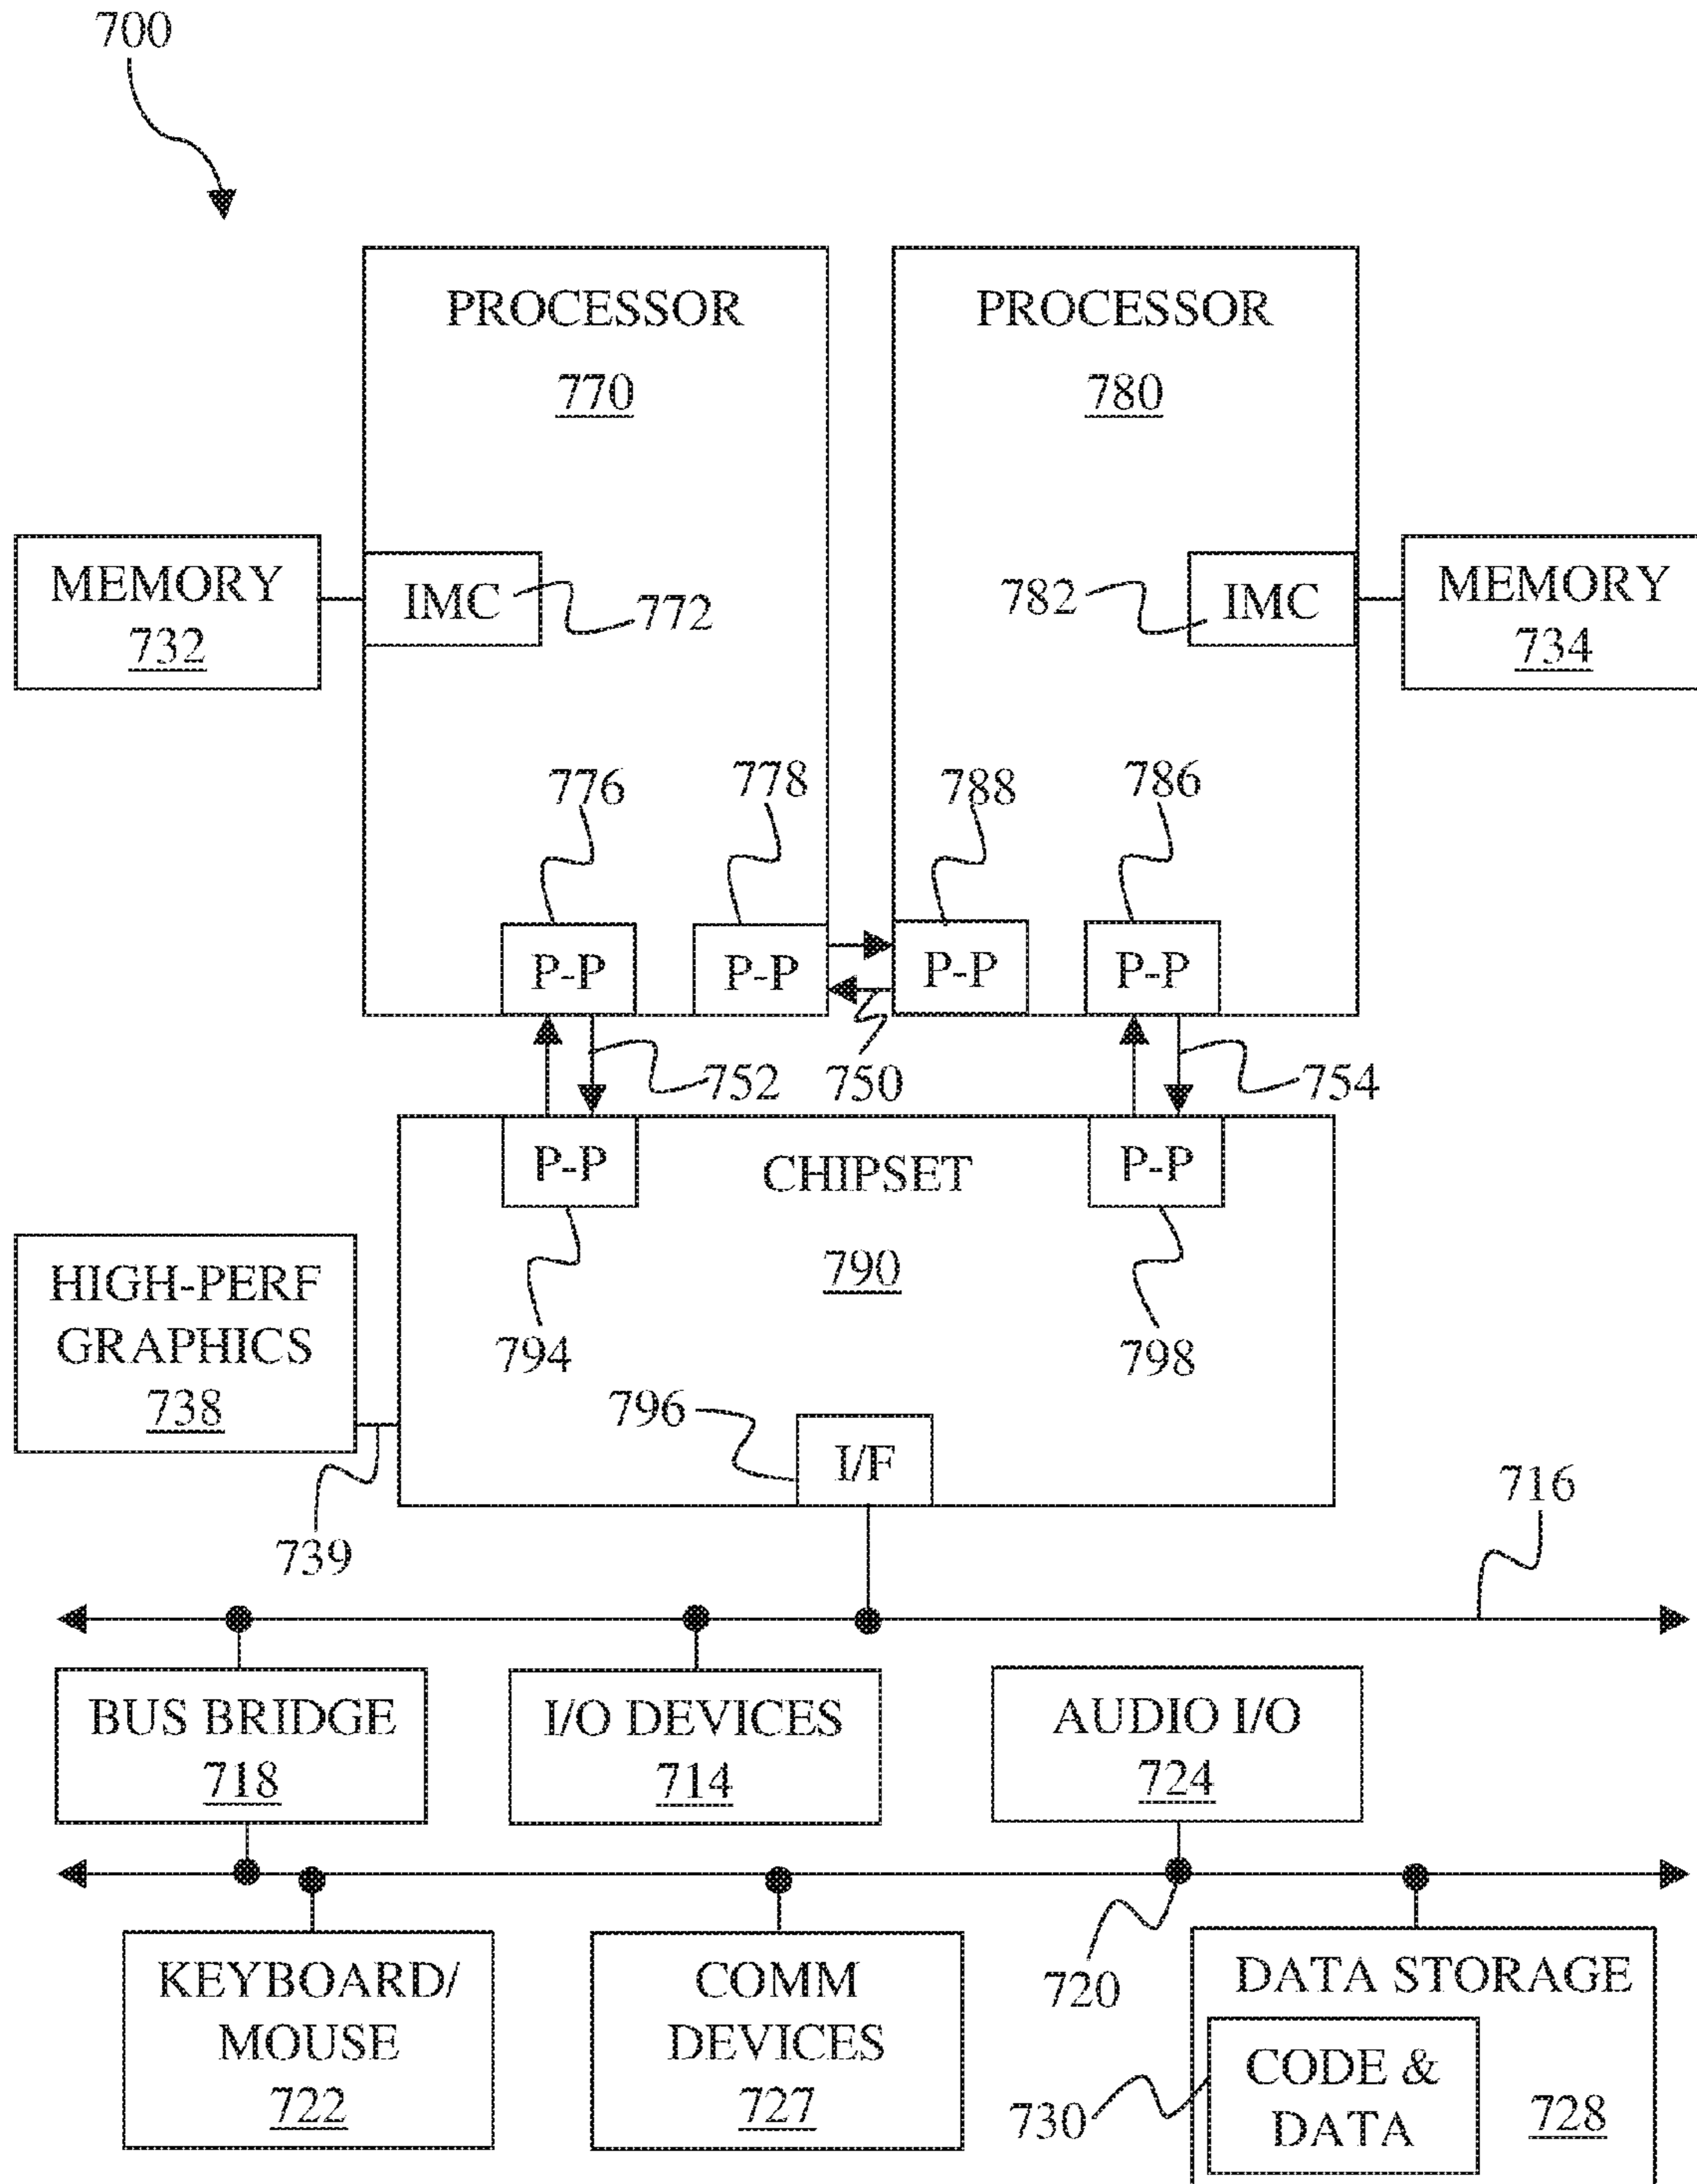 700
PROCESSOR
770
PROCESSOR
780
MEMORY
732
IMC
772
782
IMC
MEMORY
734
776
778
788
786
P-P
P-P
P-P
P-P
752
750
754
P-P
CHIPSET
P-P
790
HIGH-PERF
GRAPHICS
738
794
798
796
I/F
739
716
BUS BRIDGE
718
I/O DEVICES
714
AUDIO I/O
724
KEYBOARD/
MOUSE
722
COMM
DEVICES
727
720
DATA STORAGE
CODE &
DATA
730
728